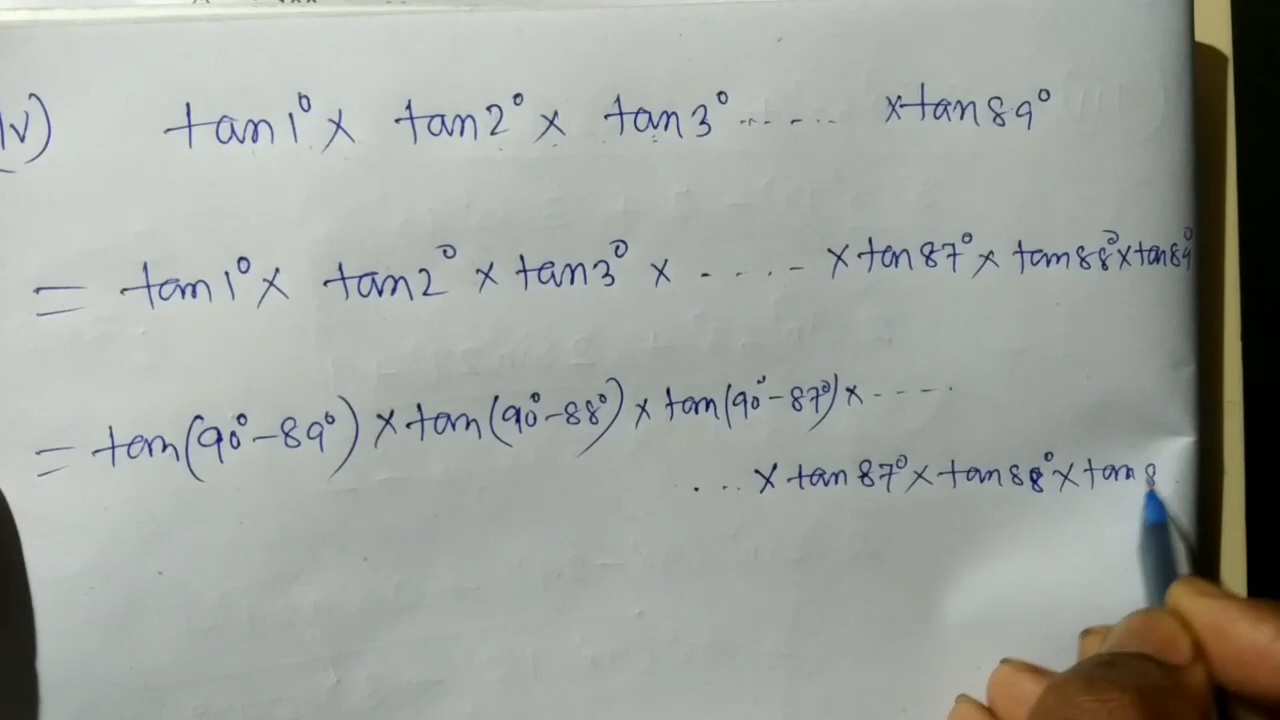 iv) tan1° x tan2° x tan3° ....... x tan89°
= tan1° x tan2° x tan3° x ..... x tan87° x tan88° x tan89°
= tan(90°-89°) x tan(90°-88°) x tan(90°-87°) x .....
... x tan87° x tan88° x tan8